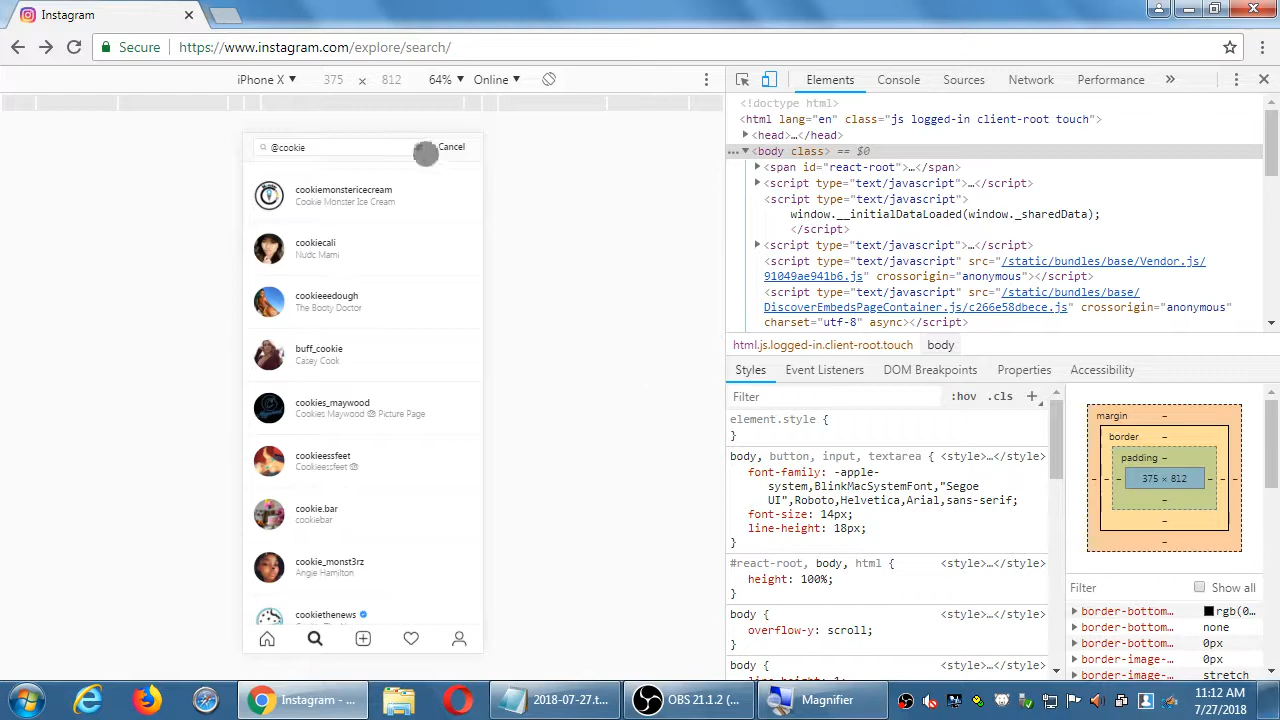 Instagram
Secure https://www.instagram.com/explore/search/
iPhone X 375 × 812 64% Online
Elements Console Sources Network Performance »
@cookie Cancel
cookiemonstericecream
Cookie Monster Ice Cream
cookiecali
Nudc Mami
cookieeedough
The Booty Doctor
buff_cookie
Casey Cook
cookies_maywood
Cookies Maywood Picture Page
cookieessfeet
Cookieessfeet
cookie.bar
cookiebar
cookie_monst3rz
Angie Hamilton
cookiethenews
<!doctype html>
<html lang="en" class="js logged-in client-root touch">
<head>…</head>
… <body class> == $0
<span id="react-root">…</span>
<script type="text/javascript">…</script>
<script type="text/javascript">
window.__initialDataLoaded(window._sharedData);
</script>
<script type="text/javascript">…</script>
<script type="text/javascript" src="/static/bundles/base/Vendor.js/
91049ae941b6.js" crossorigin="anonymous"></script>
<script type="text/javascript" src="/static/bundles/base/
DiscoverEmbedsPageContainer.js/c266e58dbece.js" crossorigin="anonymous"
charset="utf-8" async></script>
html.js.logged-in.client-root.touch body
Styles Event Listeners DOM Breakpoints Properties Accessibility
Filter :hov .cls +
element.style {
}
body, button, input, textarea { <style>…</style>
font-family: -apple-
system,BlinkMacSystemFont,"Segoe
UI",Roboto,Helvetica,Arial,sans-serif;
font-size: 14px;
line-height: 18px;
}
#react-root, body, html { <style>…</style>
height: 100%;
}
body { <style>…</style>
overflow-y: scroll;
}
body { <style>…</style>
margin –
border –
padding –
375 × 812
Filter Show all
border-bottom… rgb(0…
border-bottom… none
border-bottom… 0px
border-image-… 0px
border-image-… stretch
Instagram - ...
2018-07-27.t...
OBS 21.1.2 (...
Magnifier
11:12 AM
7/27/2018